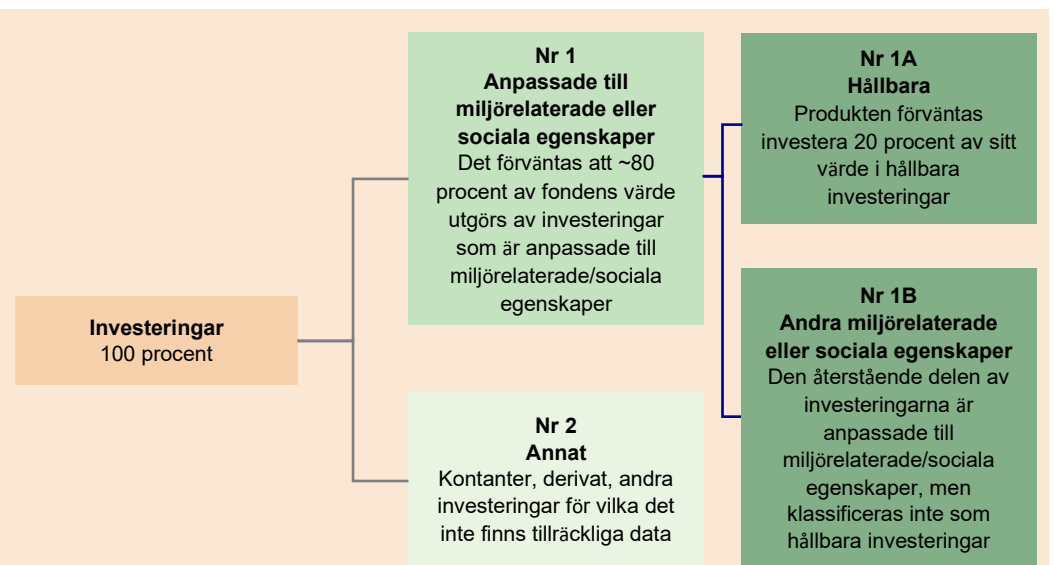 Investeringar
100 procent
Nr 1
Anpassade till
miljörelaterade eller
sociala egenskaper
Det förväntas att ~80
procent av fondens värde
utgörs av investeringar
som är anpassade till
miljörelaterade/sociala
egenskaper
Nr 2
Annat
Kontanter, derivat, andra
investeringar för vilka det
inte finns tillräckliga data
Nr 1A
Hållbara
Produkten förväntas
investera 20 procent av sitt
värde i hållbara
investeringar
Nr 1B
Andra miljörelaterade
eller sociala egenskaper
Den återstående delen av
investeringarna är
anpassade till
miljörelaterade/sociala
egenskaper, men
klassificeras inte som
hållbara investeringar